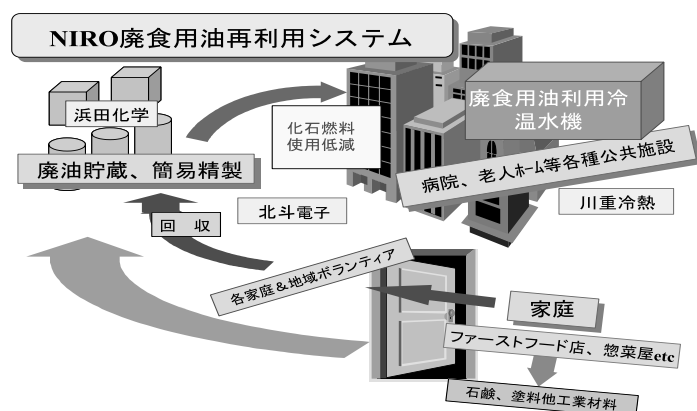 NIRO廃食用油再利用システム
浜田化学
廃油貯蔵、簡易精製
化石燃料
使用低減
廃食用油利用冷
温水機
病院、老人ﾎｰﾑ等各種公共施設
川重冷熱
北斗電子
回 収
各家庭＆地域ボランティア
家庭
ファーストフード店、惣菜屋etc
石鹸、塗料他工業材料